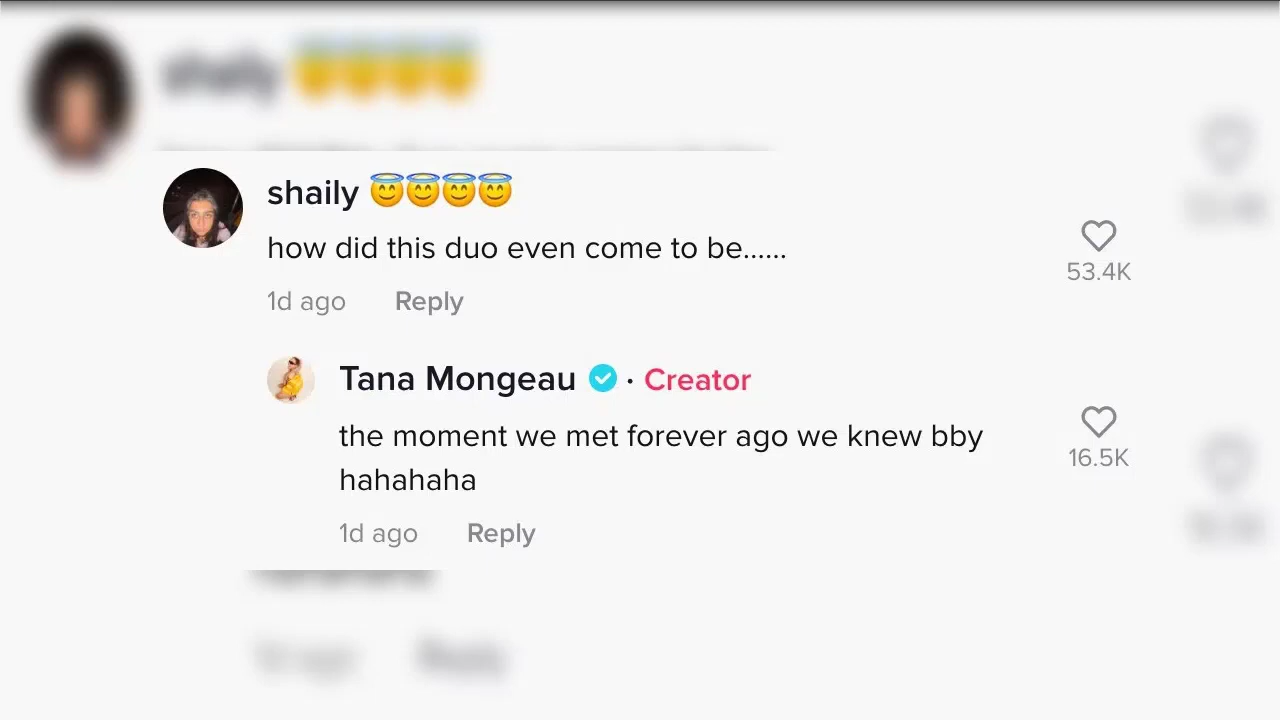 shaily 😇😇😇😇
how did this duo even come to be......
53.4K
1d ago Reply
Tana Mongeau · Creator
the moment we met forever ago we knew bby
hahahaha
16.5K
1d ago Reply